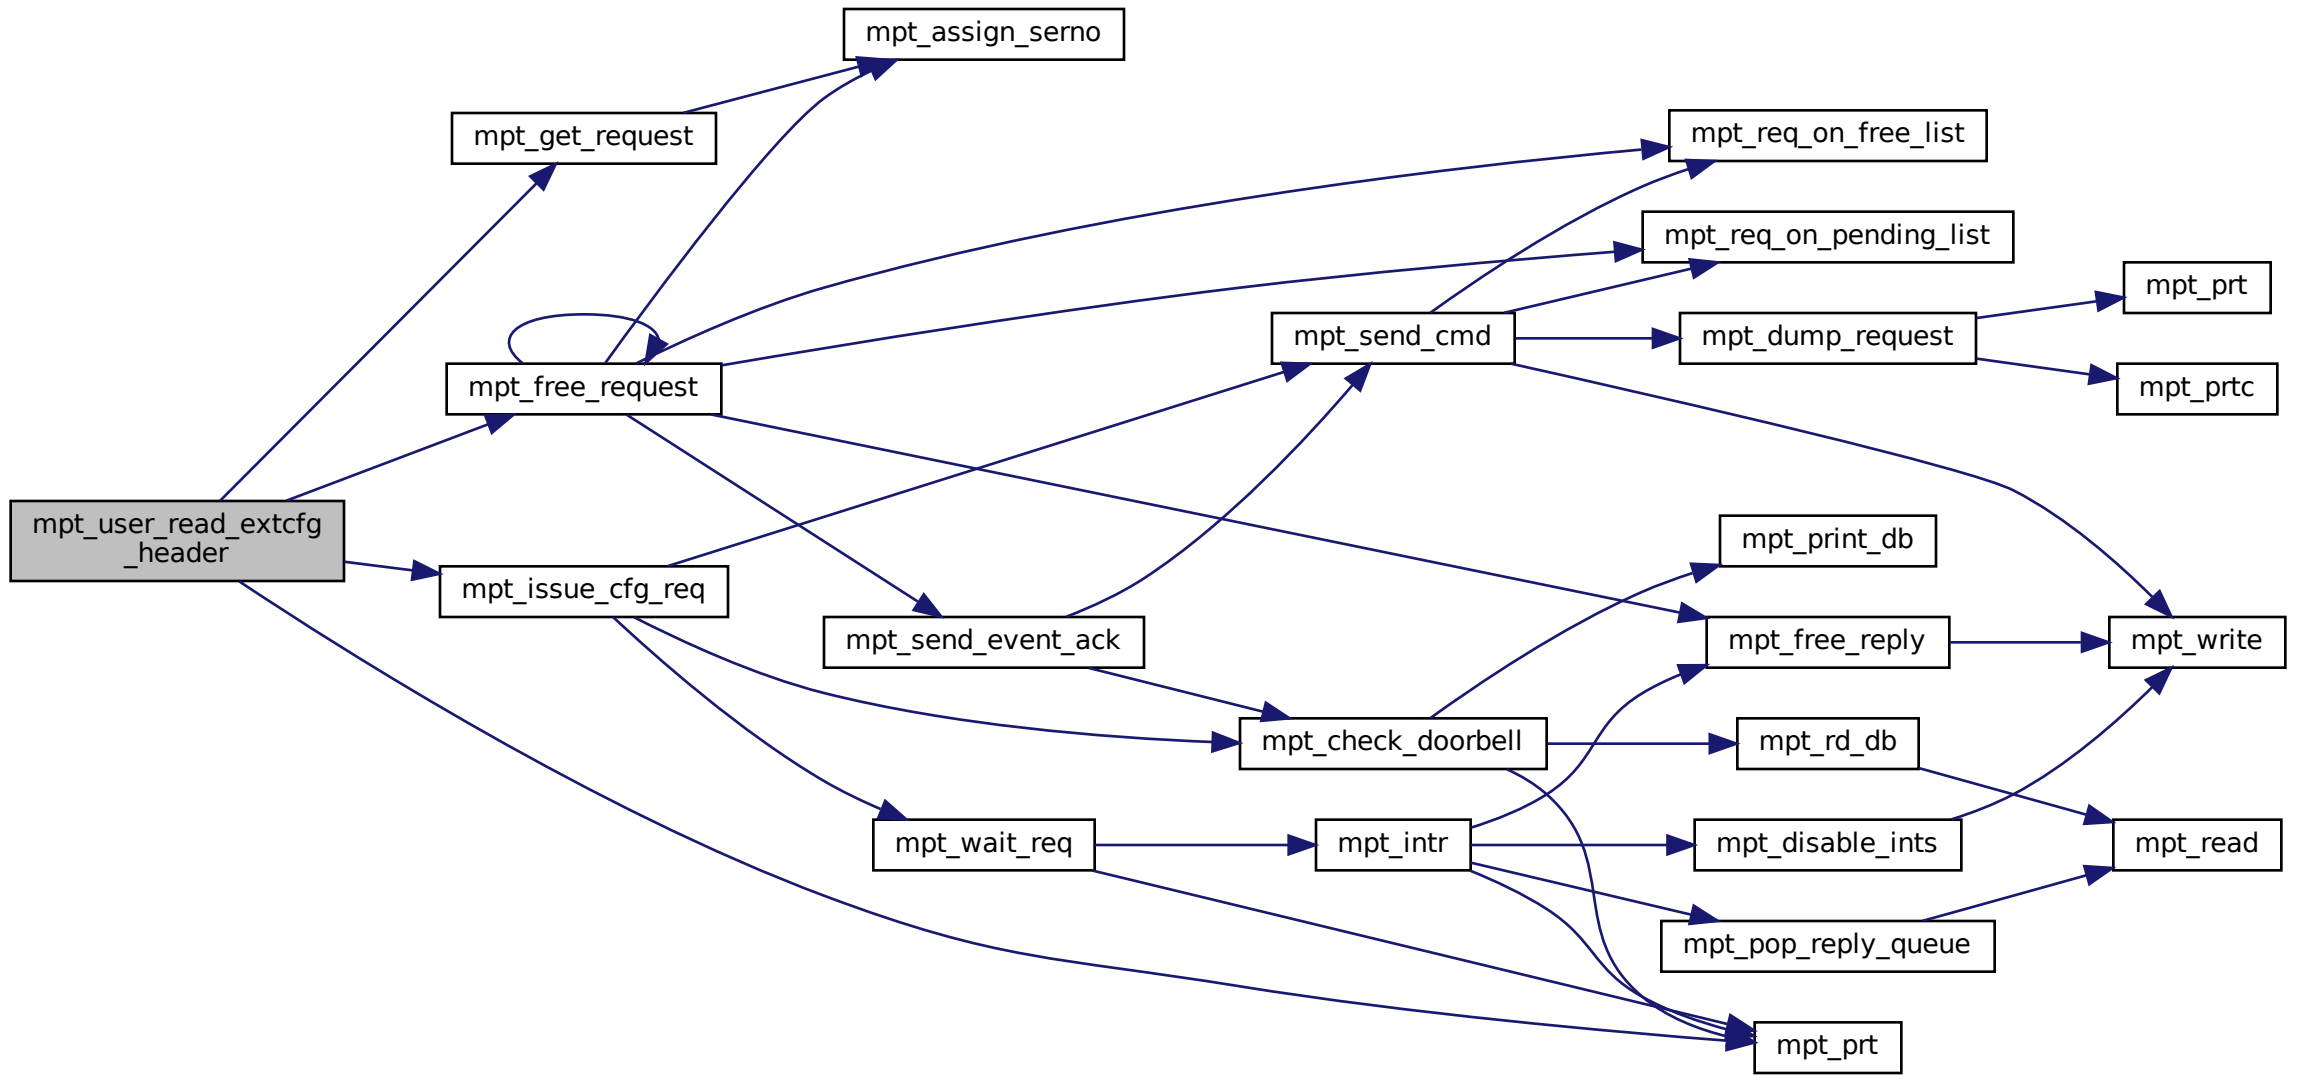 mpt_assign_serno
mpt_get_request
mpt_req_on_free_list
mpt_req_on_pending_list
mpt_prt
mpt_send_cmd
mpt_dump_request
mpt_free_request
mpt_prtc
mpt_user_read_extcfg
_header
mpt_print_db
mpt_issue_cfg_req
mpt_send_event_ack
mpt_free_reply
mpt_write
mpt_check_doorbell
mpt_rd_db
mpt_wait_req
mpt_intr
mpt_disable_ints
mpt_read
mpt_pop_reply_queue
mpt_prt